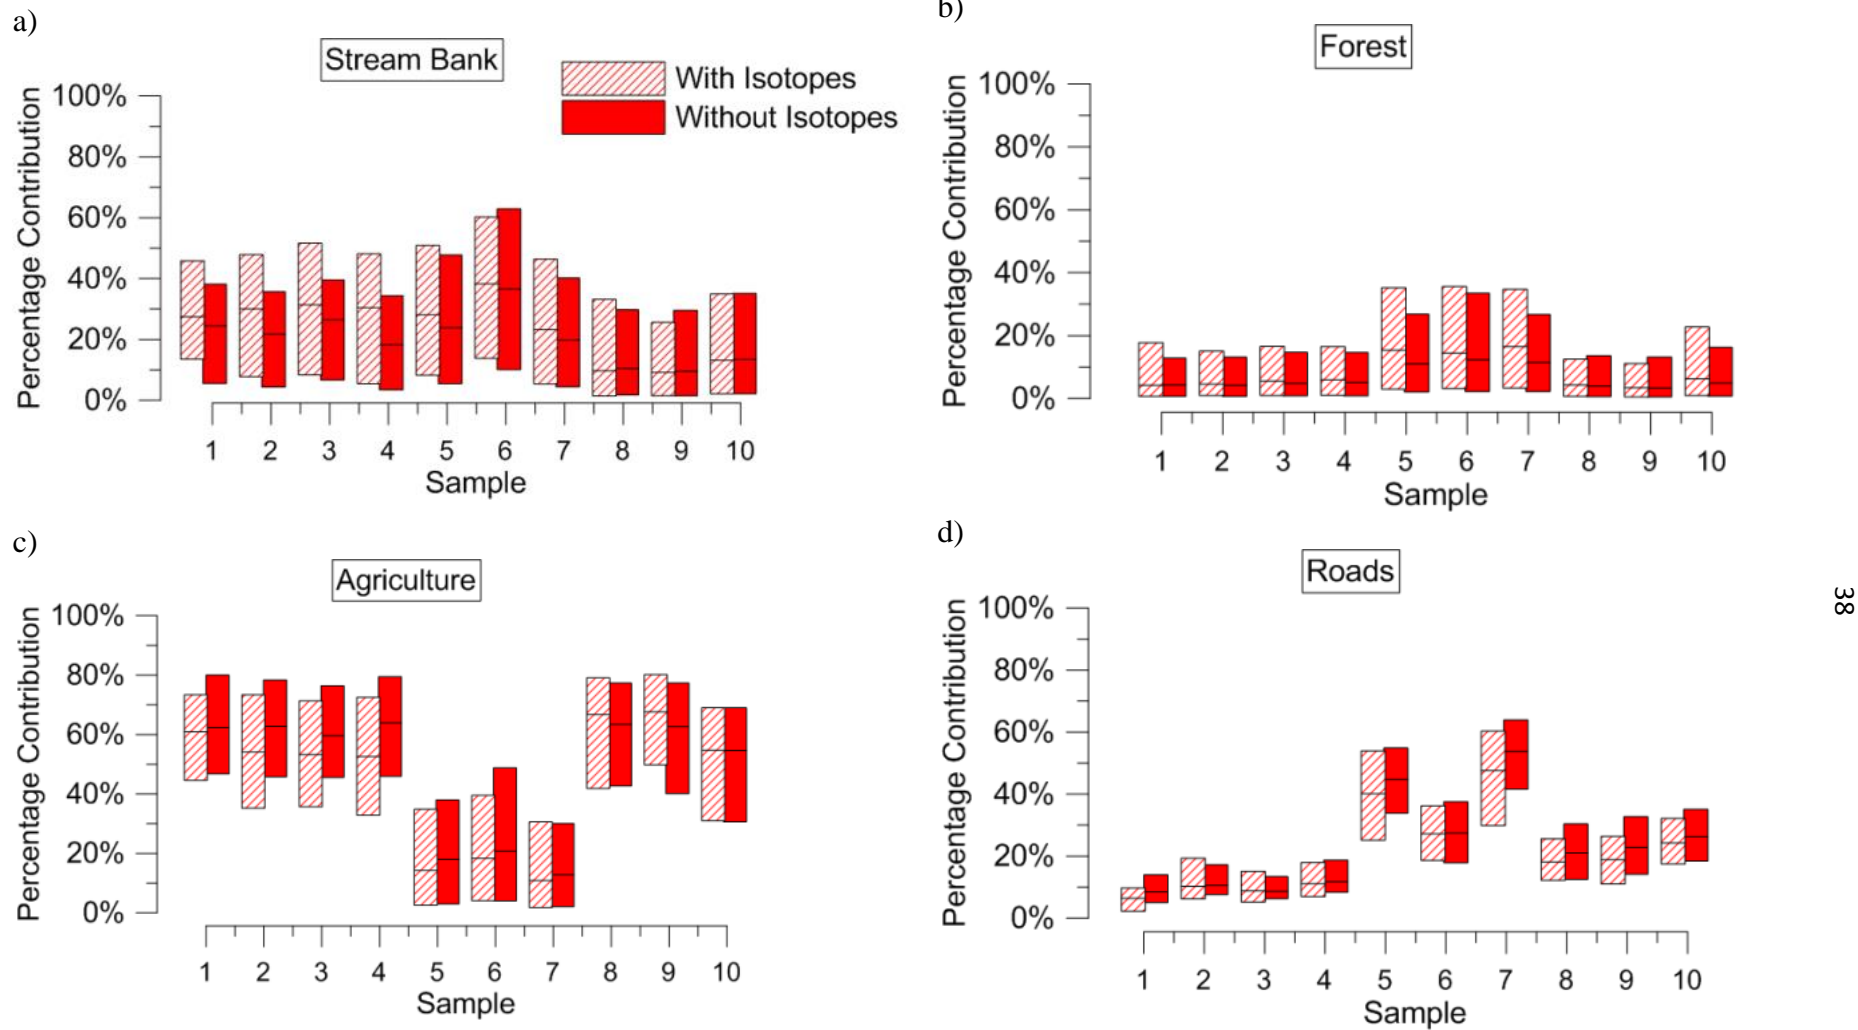 a)
Stream Bank
With Isotopes
Without Isotopes
Percentage Contribution
100%
80%
60%
40%
20%
0%
1 2 3 4 5 6 7 8 9 10
Sample
b)
Forest
Percentage Contribution
100%
80%
60%
40%
20%
0%
1 2 3 4 5 6 7 8 9 10
Sample
c)
Agriculture
Percentage Contribution
100%
80%
60%
40%
20%
0%
1 2 3 4 5 6 7 8 9 10
Sample
d)
Roads
Percentage Contribution
100%
80%
60%
40%
20%
0%
1 2 3 4 5 6 7 8 9 10
Sample
38